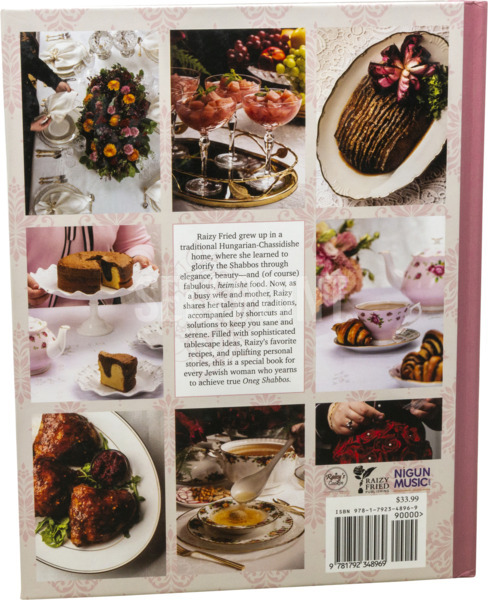 Raizy Fried grew up in a
traditional Hungarian-Chassidishe
home, where she learned to
glorify the Shabbos through
elegance, beauty—and (of course)
fabulous, heimishe food. Now, as
a busy wife and mother, Raizy
shares her talents and traditions,
accompanied by shortcuts and
solutions to keep you sane and
serene. Filled with sophisticated
tablescape ideas, Raizy's favorite
recipes, and uplifting personal
stories, this is a special book for
every Jewish woman who yearns
to achieve true Oneg Shabbos.
Raizy's
RAIZY
FRIED
NIGUN
MUSIC
$33.99
ISBN 978-1-7923-4896-9
90000>
9 781792 348969